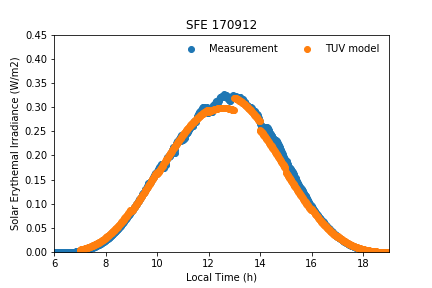 SFE 170912
Measurement TUV model
Solar Erythemal Irradiance (W/m2)
0.45
0.40
0.35
0.30
0.25
0.20
0.15
0.10
0.05
0.00
6 8 10 12 14 16 18
Local Time (h)